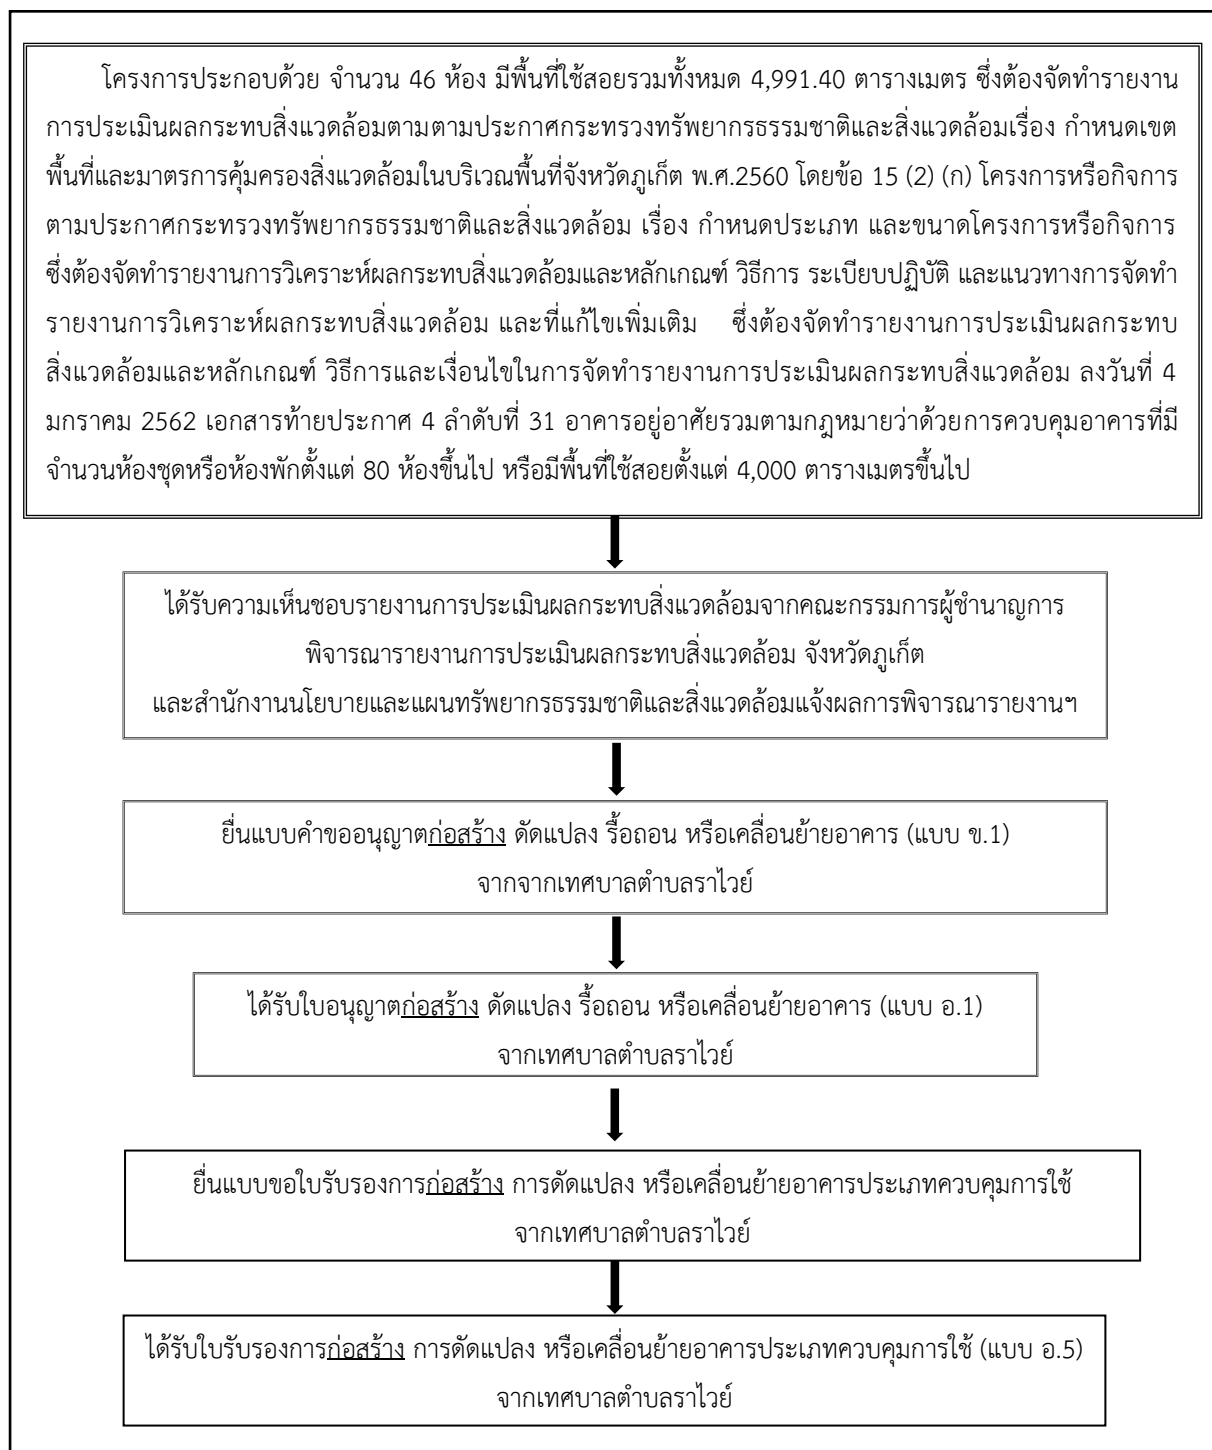 โครงการประกอบด้วย จำนวน 46 ห้อง มีพื้นที่ใช้สอยรวมทั้งหมด 4,991.40 ตารางเมตร ซึ่งต้องจัดทำรายงาน
การประเมินผลกระทบสิ่งแวดล้อมตามตามประกาศกระทรวงทรัพยากรธรรมชาติและสิ่งแวดล้อมเรื่อง กำหนดเขต
พื้นที่และมาตรการคุ้มครองสิ่งแวดล้อมในบริเวณพื้นที่จังหวัดภูเก็ต พ.ศ.2560 โดยข้อ 15 (2) (ก) โครงการหรือกิจการ
ตามประกาศกระทรวงทรัพยากรธรรมชาติและสิ่งแวดล้อม เรื่อง กำหนดประเภท และขนาดโครงการหรือกิจการ
ซึ่งต้องจัดทำรายงานการวิเคราะห์ผลกระทบสิ่งแวดล้อมและหลักเกณฑ์ วิธีการ ระเบียบปฏิบัติ และแนวทางการจัดทำ
รายงานการวิเคราะห์ผลกระทบสิ่งแวดล้อม และที่แก้ไขเพิ่มเติม ซึ่งต้องจัดทำรายงานการประเมินผลกระทบ
สิ่งแวดล้อมและหลักเกณฑ์ วิธีการและเงื่อนไขในการจัดทำรายงานการประเมินผลกระทบสิ่งแวดล้อม ลงวันที่ 4
มกราคม 2562 เอกสารท้ายประกาศ 4 ลำดับที่ 31 อาคารอยู่อาศัยรวมตามกฎหมายว่าด้วยการควบคุมอาคารที่มี
จำนวนห้องชุดหรือห้องพักตั้งแต่ 80 ห้องขึ้นไป หรือมีพื้นที่ใช้สอยตั้งแต่ 4,000 ตารางเมตรขึ้นไป
ได้รับความเห็นชอบรายงานการประเมินผลกระทบสิ่งแวดล้อมจากคณะกรรมการผู้ชำนาญการ
พิจารณารายงานการประเมินผลกระทบสิ่งแวดล้อม จังหวัดภูเก็ต
และสำนักงานนโยบายและแผนทรัพยากรธรรมชาติและสิ่งแวดล้อมแจ้งผลการพิจารณารายงานฯ
ยื่นแบบคำขออนุญาตก่อสร้าง ดัดแปลง รื้อถอน หรือเคลื่อนย้ายอาคาร (แบบ ข.1)
จากจากเทศบาลตำบลราไวย์
ได้รับใบอนุญาตก่อสร้าง ดัดแปลง รื้อถอน หรือเคลื่อนย้ายอาคาร (แบบ อ.1)
จากเทศบาลตำบลราไวย์
ยื่นแบบขอใบรับรองการก่อสร้าง การดัดแปลง หรือเคลื่อนย้ายอาคารประเภทควบคุมการใช้
จากเทศบาลตำบลราไวย์
ได้รับใบรับรองการก่อสร้าง การดัดแปลง หรือเคลื่อนย้ายอาคารประเภทควบคุมการใช้ (แบบ อ.5)
จากเทศบาลตำบลราไวย์